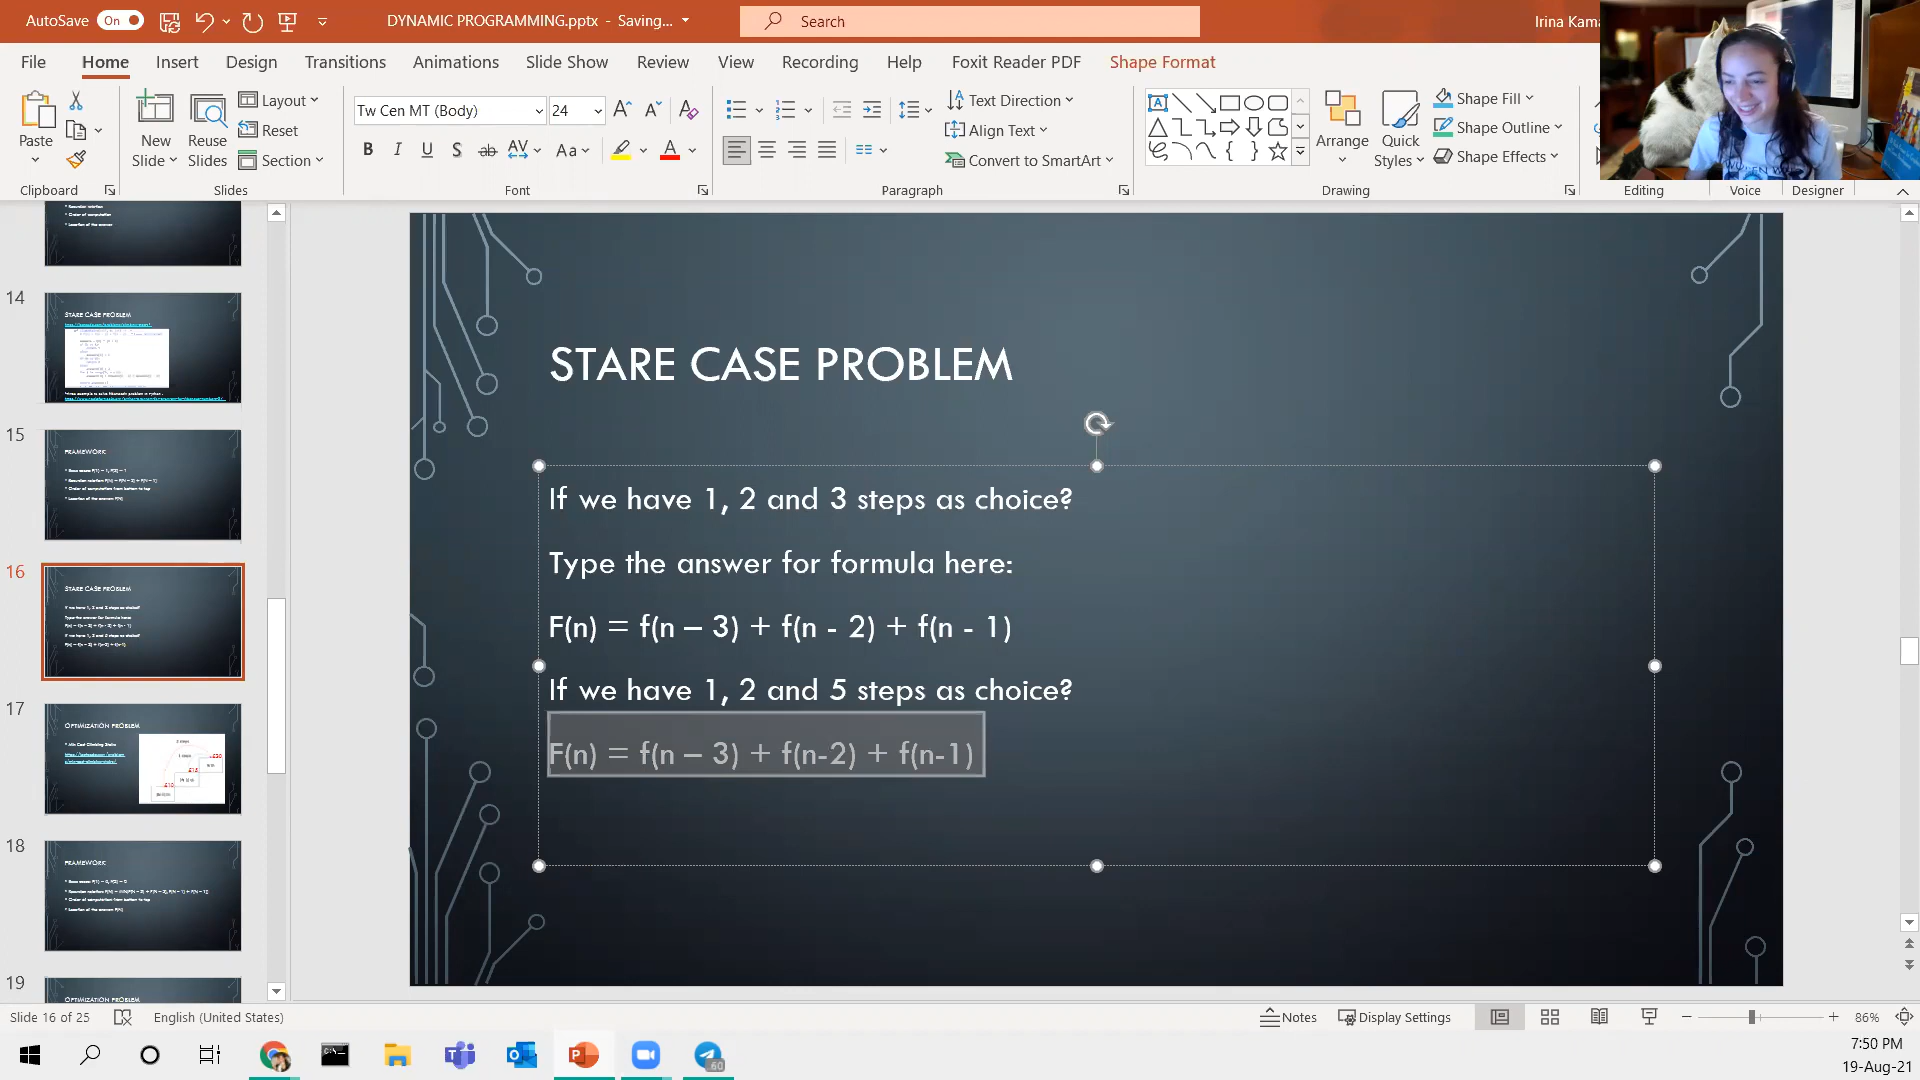 AutoSave On DYNAMIC PROGRAMMING.pptx - Saving... Search Irina Kama
File Home Insert Design Transitions Animations Slide Show Review View Recording Help Foxit Reader PDF Shape Format
Paste
New Slide
Reuse Slides
Layout
Reset
Section
Tw Cen MT (Body) 24
Text Direction
Align Text
Convert to SmartArt
Arrange
Quick Styles
Shape Fill
Shape Outline
Shape Effects
Clipboard Slides Font Paragraph Drawing Editing Voice Designer
14
STARE CASE PROBLEM
15
FRAMEWORK
16
STARE CASE PROBLEM
17
OPTIMIZATION PROBLEM
18
FRAMEWORK
19
OPTIMIZATION PROBLEM
STARE CASE PROBLEM
If we have 1, 2 and 3 steps as choice?
Type the answer for formula here:
F(n) = f(n – 3) + f(n - 2) + f(n - 1)
If we have 1, 2 and 5 steps as choice?
F(n) = f(n – 3) + f(n-2) + f(n-1)
Slide 16 of 25 English (United States) Notes Display Settings 86%
60
7:50 PM
19-Aug-21